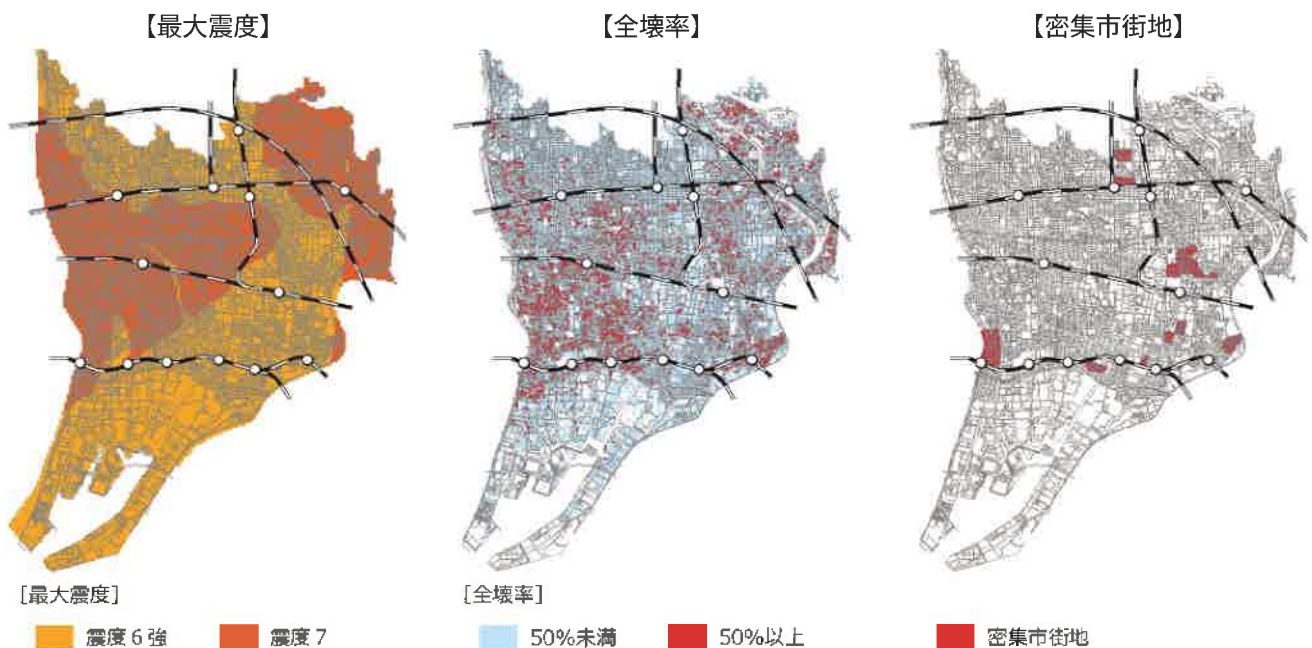 【最大震度】
【全壊率】
【密集市街地】
[最大震度]
震度6強
震度7
[全壊率]
50%未満
50%以上
密集市街地